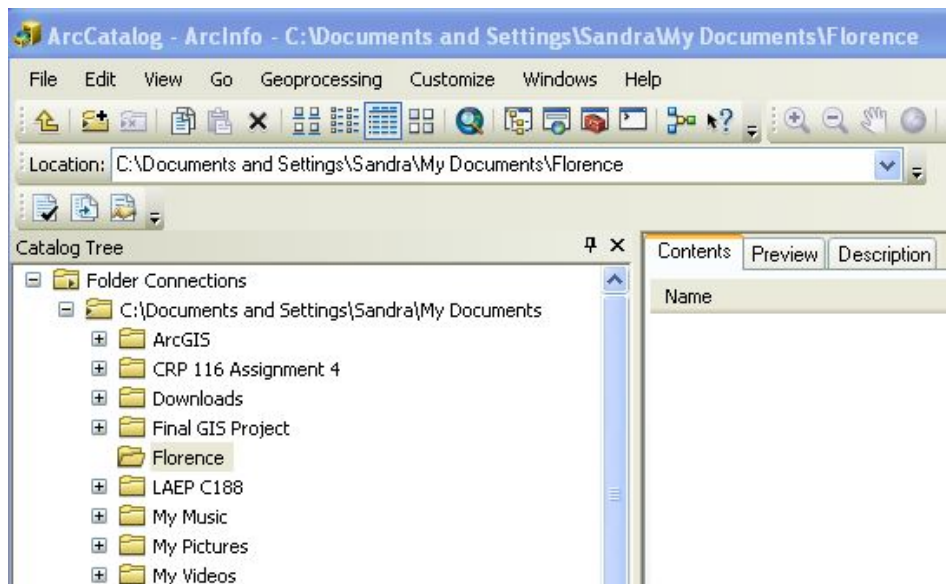 ArcCatalog - ArcInfo - C:\Documents and Settings\Sandra\My Documents\Florence
File Edit View Go Geoprocessing Customize Windows Help
Location: C:\Documents and Settings\Sandra\My Documents\Florence
Catalog Tree
Folder Connections
C:\Documents and Settings\Sandra\My Documents
ArcGIS
CRP 116 Assignment 4
Downloads
Final GIS Project
Florence
LAEP C188
My Music
My Pictures
My Videos
Contents Preview Description
Name